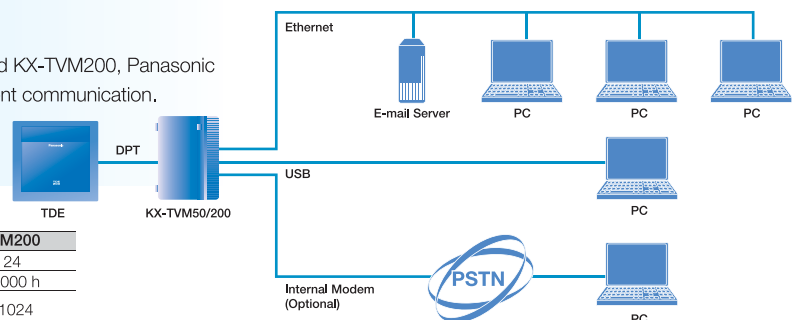 d KX-TVM200, Panasonic
nt communication.
Ethernet
E-mail Server
PC
PC
PC
DPT
TDE
KX-TVM50/200
USB
PC
M200
24
000 h
1024
Internal Modem
(Optional)
PSTN
PC